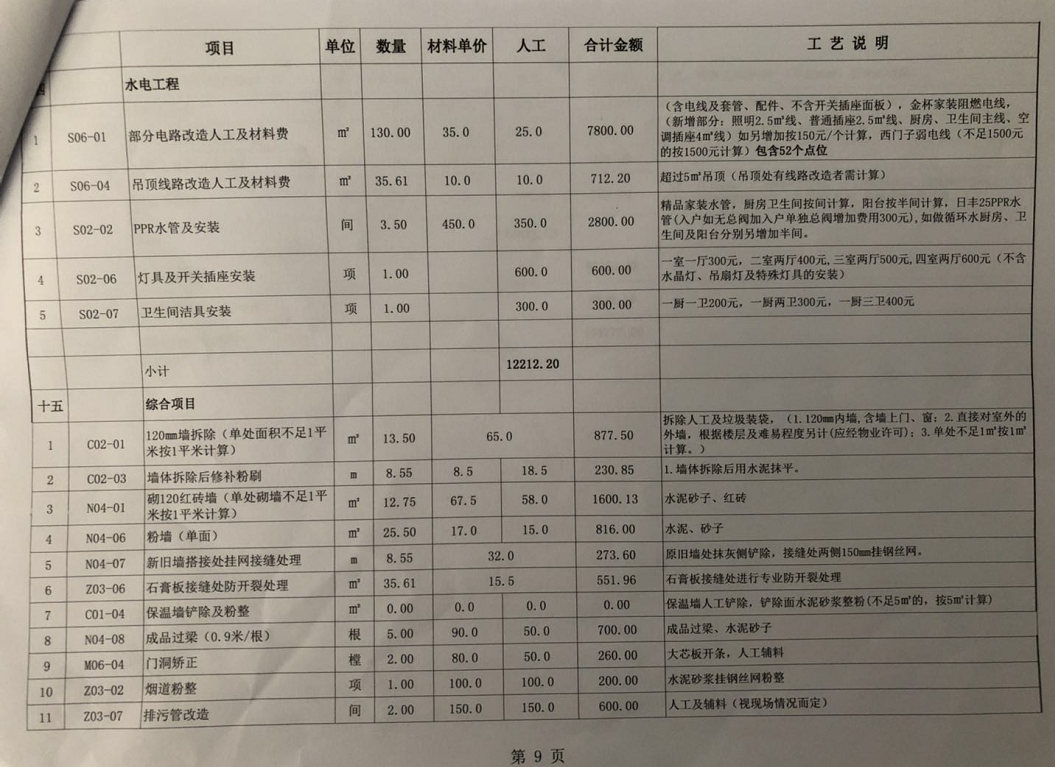 项目 单位 数量 材料单价 人工 合计金额 工 艺 说 明
水电工程
1 S06-01 部分电路改造人工及材料费 ㎡ 130.00 35.0 25.0 7800.00 (含电线及套管、配件、不含开关插座面板)，金杯家装阻燃电线，
(新增部分：照明2.5㎡线、普通插座2.5㎡线、厨房、卫生间主线、空
调插座4㎡线) 如另增加按150元/个计算，西门子弱电线 (不足1500元
的按1500元计算) 包含52个点位
2 S06-04 吊顶线路改造人工及材料费 ㎡ 35.61 10.0 10.0 712.20 超过5㎡吊顶 (吊顶处有线路改造者需计算)
3 S02-02 PPR水管及安装 间 3.50 450.0 350.0 2800.00 精品家装水管，厨房卫生间按间计算，阳台按半间计算，日丰25PPR水
管(入户如无总阀加入户单独总阀增加费用300元),如做循环水厨房、卫
生间及阳台分别另增加半间。
4 S02-06 灯具及开关插座安装 项 1.00 600.0 600.00 一室一厅300元，二室两厅400元,三室两厅500元,四室两厅600元 (不含
水晶灯、吊扇灯及特殊灯具的安装)
5 S02-07 卫生间洁具安装 项 1.00 300.0 300.00 一厨一卫200元，一厨两卫300元，一厨三卫400元
小计 12212.20
十五 综合项目
1 C02-01 120mm墙拆除 (单处面积不足1平
米按1平米计算) ㎡ 13.50 65.0 877.50 拆除人工及垃圾装袋， (1.120mm内墙,含墙上门、窗；2.直接对室外的
外墙，根据楼层及难易程度另计(应经物业许可)；3.单处不足1㎡按1㎡
计算。)
2 C02-03 墙体拆除后修补粉刷 m 8.55 8.5 18.5 230.85 1.墙体拆除后用水泥抹平。
3 N04-01 砌120红砖墙 (单处砌墙不足1平
米按1平米计算) ㎡ 12.75 67.5 58.0 1600.13 水泥砂子、红砖
4 N04-06 粉墙 (单面) ㎡ 25.50 17.0 15.0 816.00 水泥、砂子
5 N04-07 新旧墙搭接处挂网接缝处理 m 8.55 32.0 273.60 原旧墙处抹灰侧铲除，接缝处两侧150mm挂钢丝网。
6 Z03-06 石膏板接缝处防开裂处理 ㎡ 35.61 15.5 551.96 石膏板接缝处进行专业防开裂处理
7 C01-04 保温墙铲除及粉整 ㎡ 0.00 0.0 0.0 0.00 保温墙人工铲除，铲除面水泥砂浆整粉(不足5㎡的，按5㎡计算)
8 N04-08 成品过梁 (0.9米/根) 根 5.00 90.0 50.0 700.00 成品过梁、水泥砂子
9 M06-04 门洞矫正 樘 2.00 80.0 50.0 260.00 大芯板开条，人工辅料
10 Z03-02 烟道粉整 项 1.00 100.0 100.0 200.00 水泥砂浆挂钢丝网粉整
11 Z03-07 排污管改造 间 2.00 150.0 150.0 600.00 人工及辅料 (视现场情况而定)
第 9 页